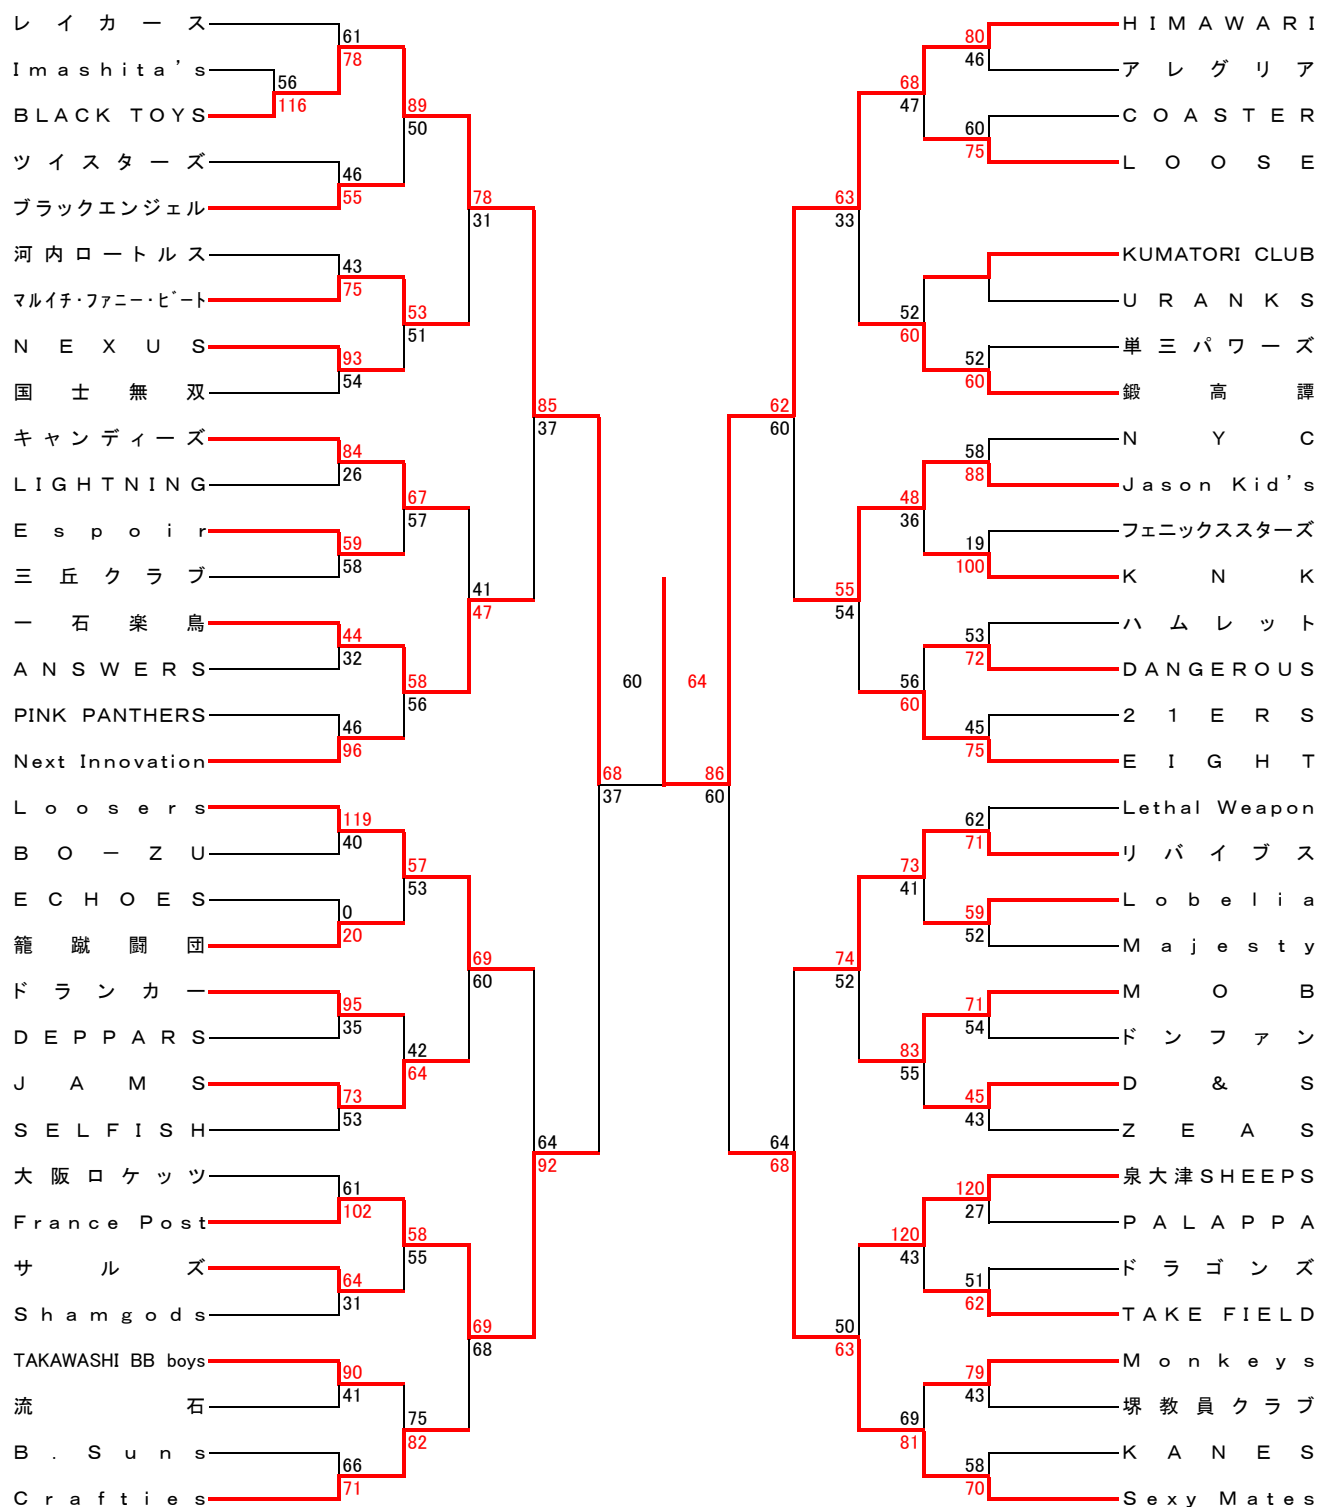 レイカース
61
78
Imashita's
56
116
BLACK TOYS
89
50
ツイスターズ
46
55
ブラックエンジェル
78
31
河内ロートルス
43
75
マルイチ・ファニー・ビート
53
51
NEXUS
93
54
国士無双
85
37
キャンディーズ
84
26
LIGHTNING
67
57
Espoir
59
58
三丘クラブ
41
47
一石楽鳥
44
32
ANSWERS
58
56
PINK PANTHERS
46
96
Next Innovation
68
37
Loosers
119
40
BO－ZU
57
53
ECHOES
0
20
籠蹴闘団
69
60
ドランカー
95
35
DEPPARS
42
64
JAMS
73
53
SELFISH
64
92
大阪ロケッツ
61
102
France Post
58
55
サルズ
64
31
Shamgods
69
68
TAKAWASHI BB boys
90
41
流石
75
82
B.Suns
66
71
Crafties
60
64
HIMAWARI
80
46
アレグリア
68
47
COASTER
60
75
LOOSE
63
33
KUMATORI CLUB
URANKS
52
60
単三パワーズ
52
60
鍛高譚
62
60
NYC
58
88
Jason Kid's
48
36
フェニックススターズ
19
100
KNK
55
54
ハムレット
53
72
DANGEROUS
56
60
21ERS
45
75
EIGHT
86
60
Lethal Weapon
62
71
リバイブス
73
41
Lobelia
59
52
Majesty
74
52
MOB
71
54
ドンファン
83
55
D&S
45
43
ZEAS
64
68
泉大津SHEEPS
120
27
PALAPPA
120
43
ドラゴンズ
51
62
TAKE FIELD
50
63
Monkeys
79
43
堺教員クラブ
69
81
KANES
58
70
Sexy Mates